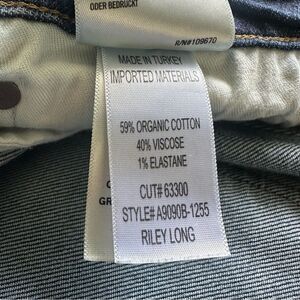 ODER BEDRUCKT
R/N#109670
MADE IN TURKEY
IMPORTED MATERIALS
59% ORGANIC COTTON
40% VISCOSE
1% ELASTANE
CUT# 63300
STYLE# A9090B-1255
RILEY LONG